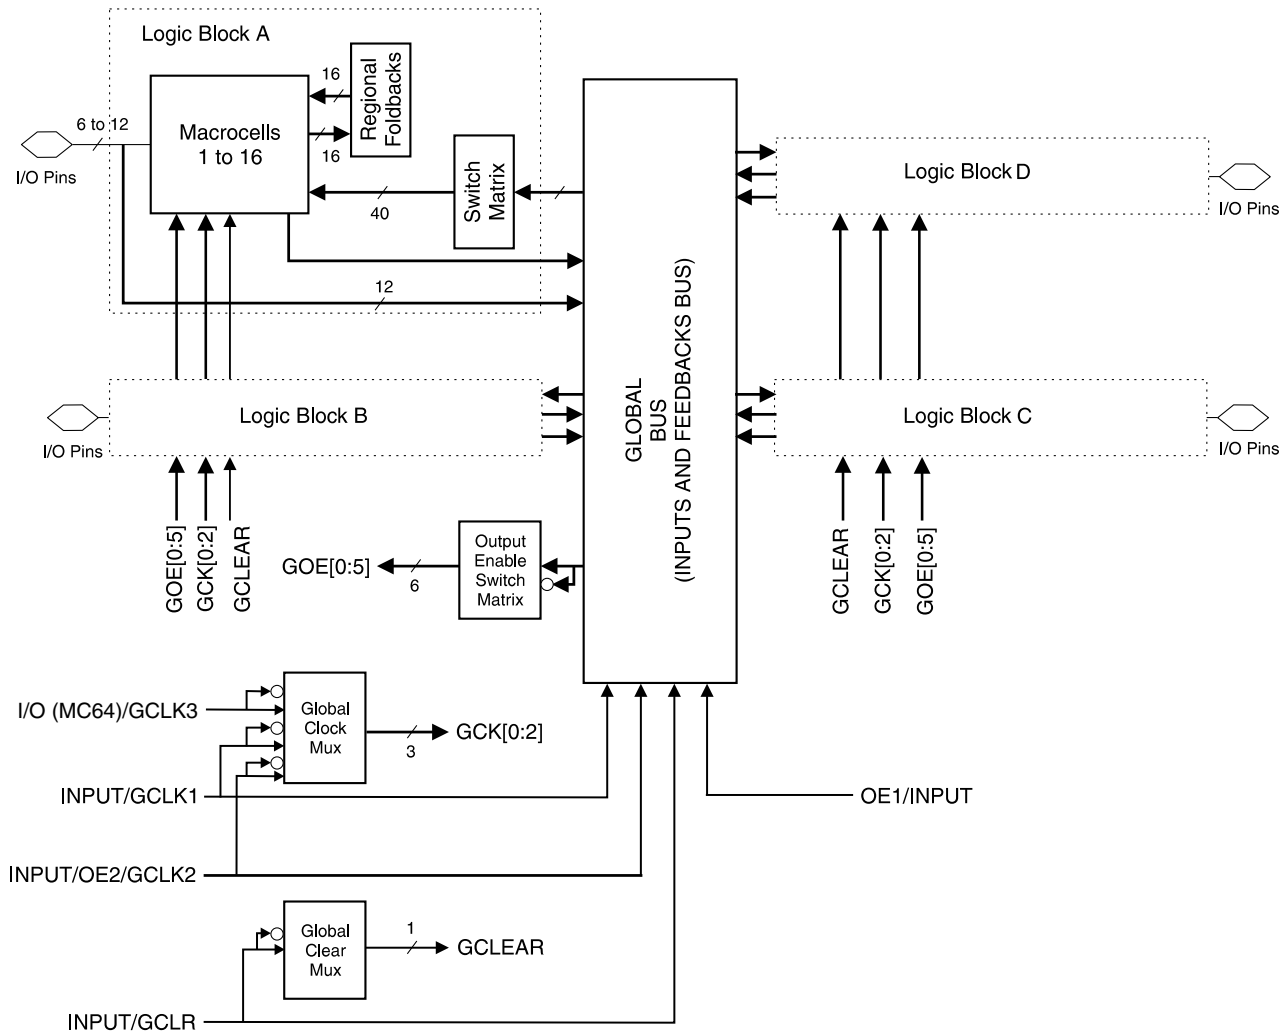 Logic Block A
16
Regional
Foldbacks
6 to 12
Macrocells
1 to 16
16
I/O Pins
40
Switch
Matrix
12
Logic Block D
I/O Pins
GLOBAL
BUS
(INPUTS AND FEEDBACKS BUS)
Logic Block B
I/O Pins
Logic Block C
I/O Pins
GOE[0:5]
GCK[0:2]
GCLEAR
GCLEAR
GCK[0:2]
GOE[0:5]
GOE[0:5]
6
Output
Enable
Switch
Matrix
I/O (MC64)/GCLK3
Global
Clock
Mux
3
GCK[0:2]
INPUT/GCLK1
OE1/INPUT
INPUT/OE2/GCLK2
Global
Clear
Mux
1
GCLEAR
INPUT/GCLR